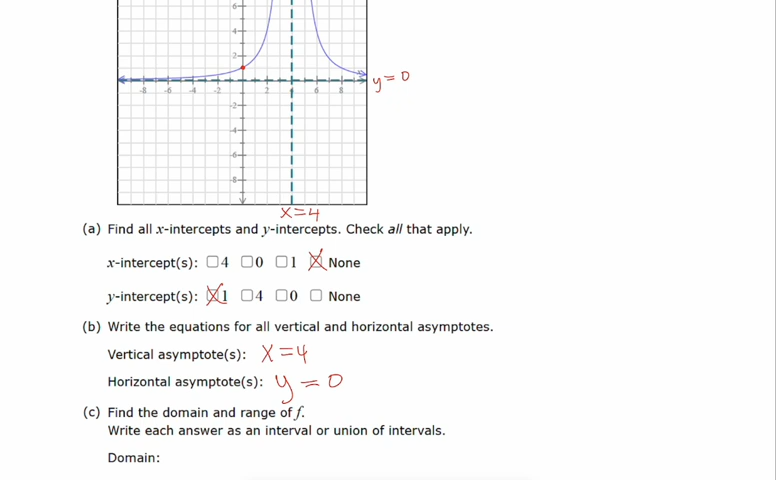 6
4
2
-8 -6 -4 -2 2 4 6 8
y=0
-2
-4
-6
-8
x=4
(a) Find all x-intercepts and y-intercepts. Check all that apply.
x-intercept(s): 4 0 1 None
y-intercept(s): 1 4 0 None
(b) Write the equations for all vertical and horizontal asymptotes.
Vertical asymptote(s): x=4
Horizontal asymptote(s): y=0
(c) Find the domain and range of f.
Write each answer as an interval or union of intervals.
Domain: